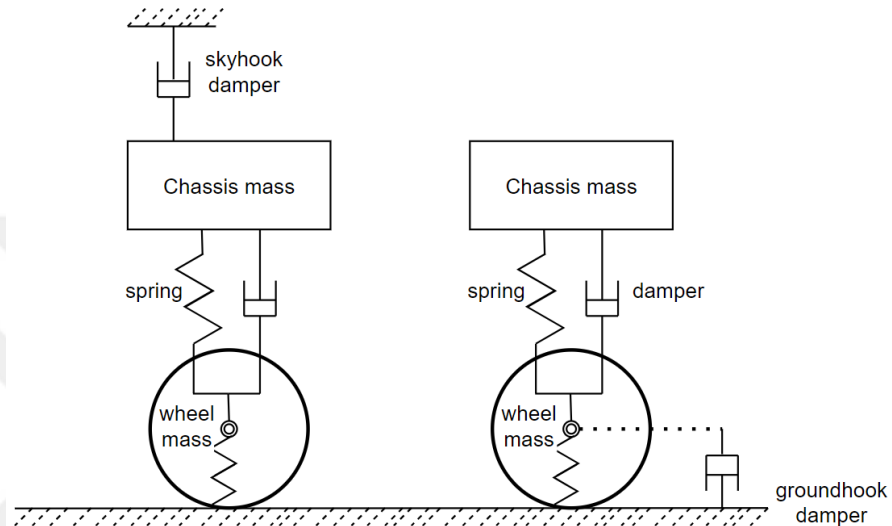 skyhook
damper
Chassis mass
Chassis mass
spring
spring
damper
wheel
mass
wheel
mass
groundhook
damper